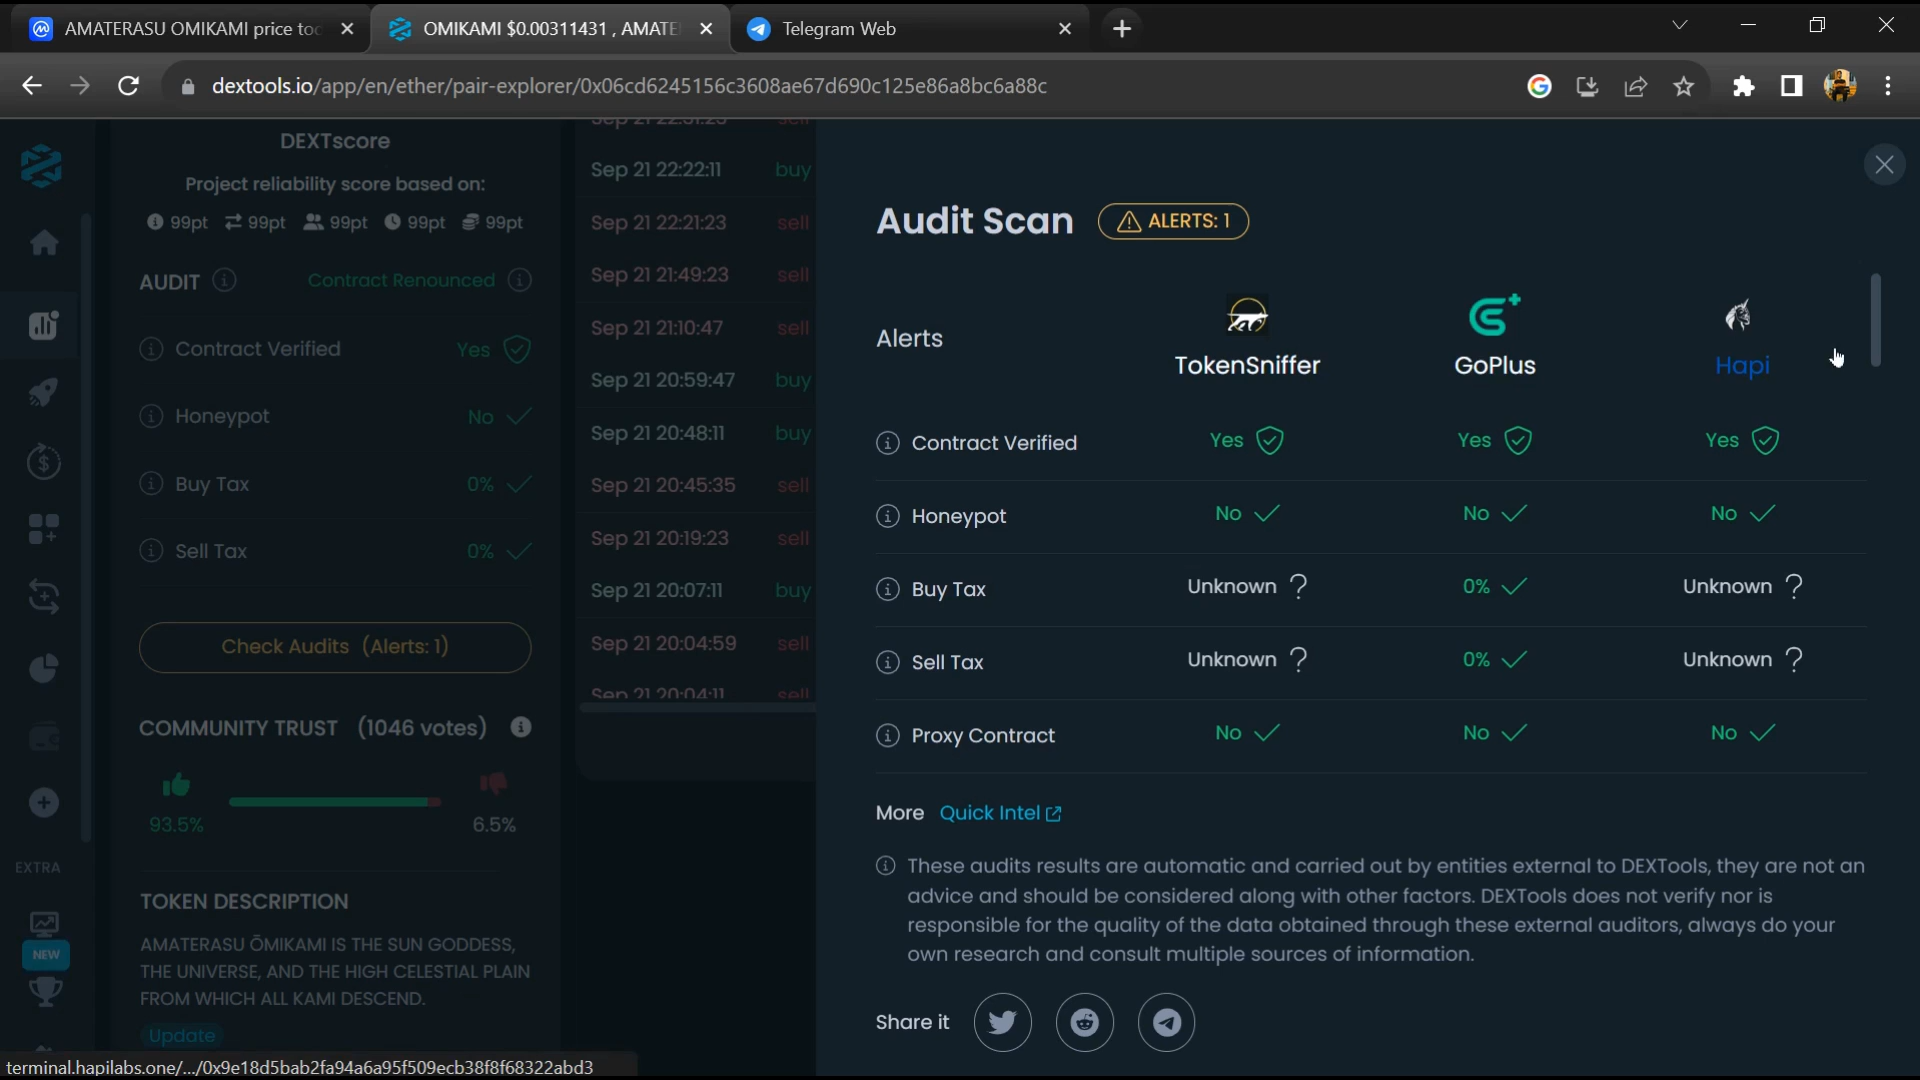 AMATERASU OMIKAMI price too
OMIKAMI $0.00311431 , AMATE
Telegram Web
dextools.io/app/en/ether/pair-explorer/0x06cd6245156c3608ae67d690c125e86a8bc6a88c
DEXTscore
Project reliability score based on:
99pt 99pt 99pt 99pt 99pt
AUDIT Contract Renounced
Contract Verified Yes
Honeypot No
Buy Tax 0%
Sell Tax 0%
Check Audits (Alerts: 1)
COMMUNITY TRUST (1046 votes)
93.5% 6.5%
TOKEN DESCRIPTION
AMATERASU ŌMIKAMI IS THE SUN GODDESS,
THE UNIVERSE, AND THE HIGH CELESTIAL PLAIN
FROM WHICH ALL KAMI DESCEND.
Update
EXTRA
NEW
Sep 21 22:22:11 buy
Sep 21 22:21:23 sell
Sep 21 21:49:23 sell
Sep 21 21:10:47 sell
Sep 21 20:59:47 buy
Sep 21 20:48:11 buy
Sep 21 20:45:35 sell
Sep 21 20:19:23 sell
Sep 21 20:07:11 buy
Sep 21 20:04:59 sell
Sep 21 20:04:11 sell
Audit Scan ALERTS: 1
Alerts TokenSniffer GoPlus Hapi
Contract Verified Yes Yes Yes
Honeypot No No No
Buy Tax Unknown ? 0% Unknown ?
Sell Tax Unknown ? 0% Unknown ?
Proxy Contract No No No
More Quick Intel
These audits results are automatic and carried out by entities external to DEXTools, they are not an
advice and should be considered along with other factors. DEXTools does not verify nor is
responsible for the quality of the data obtained through these external auditors, always do your
own research and consult multiple sources of information.
Share it
terminal.hapilabs.one/.../0x9e18d5bab2fa94a6a95f509ecb38f8f68322abd3